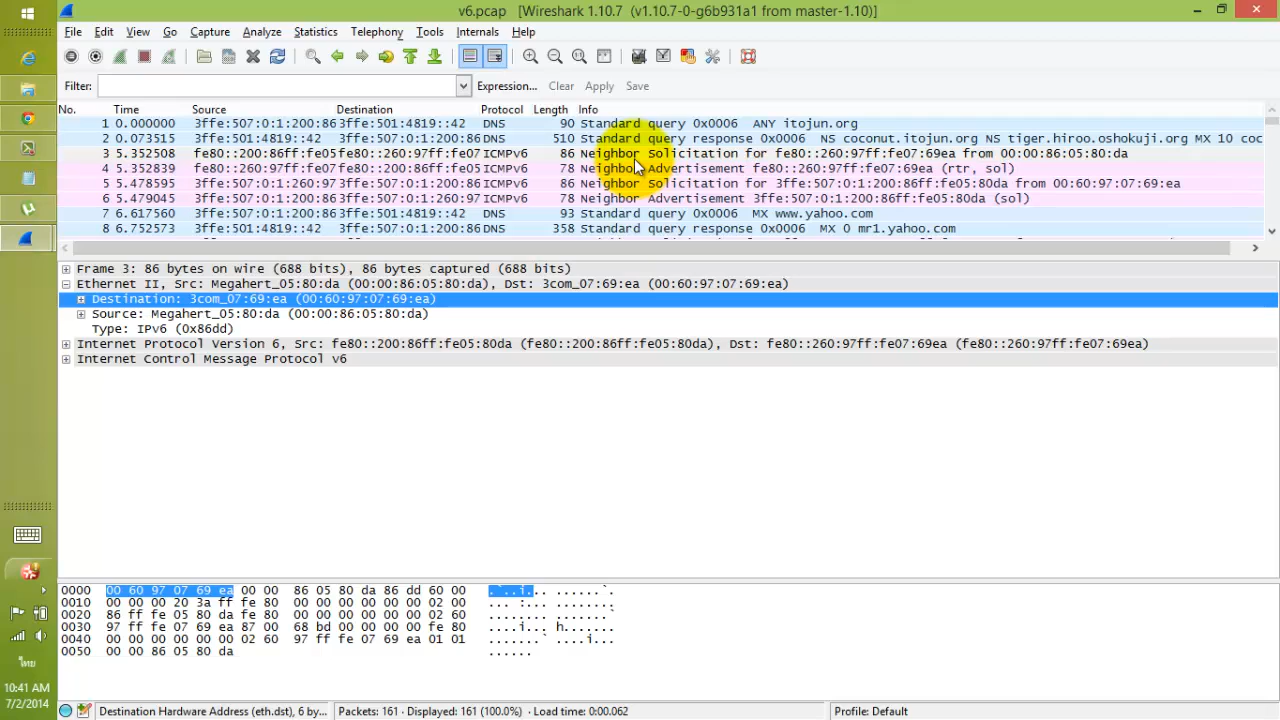 v6.pcap [Wireshark 1.10.7 (v1.10.7-0-g6b931a1 from master-1.10)]
File Edit View Go Capture Analyze Statistics Telephony Tools Internals Help
Filter: Expression... Clear Apply Save
No. Time Source Destination Protocol Length Info
1 0.000000 3ffe:507:0:1:200:86 3ffe:501:4819::42 DNS 90 Standard query 0x0006 ANY itojun.org
2 0.073515 3ffe:501:4819::42 3ffe:507:0:1:200:86 DNS 510 Standard query response 0x0006 NS coconut.itojun.org NS tiger.hiroo.oshokuji.org MX 10 coc
3 5.352508 fe80::200:86ff:fe05 fe80::260:97ff:fe07 ICMPv6 86 Neighbor Solicitation for fe80::260:97ff:fe07:69ea from 00:00:86:05:80:da
4 5.352839 fe80::260:97ff:fe07 fe80::200:86ff:fe05 ICMPv6 78 Neighbor Advertisement fe80::260:97ff:fe07:69ea (rtr, sol)
5 5.478595 3ffe:507:0:1:260:97 3ffe:507:0:1:200:86 ICMPv6 86 Neighbor Solicitation for 3ffe:507:0:1:200:86ff:fe05:80da from 00:60:97:07:69:ea
6 5.479045 3ffe:507:0:1:200:86 3ffe:507:0:1:260:97 ICMPv6 78 Neighbor Advertisement 3ffe:507:0:1:200:86ff:fe05:80da (sol)
7 6.617560 3ffe:507:0:1:200:86 3ffe:501:4819::42 DNS 93 Standard query 0x0006 MX www.yahoo.com
8 6.752573 3ffe:501:4819::42 3ffe:507:0:1:200:86 DNS 358 Standard query response 0x0006 MX 0 mr1.yahoo.com
Frame 3: 86 bytes on wire (688 bits), 86 bytes captured (688 bits)
Ethernet II, Src: Megahert_05:80:da (00:00:86:05:80:da), Dst: 3com_07:69:ea (00:60:97:07:69:ea)
Destination: 3com_07:69:ea (00:60:97:07:69:ea)
Source: Megahert_05:80:da (00:00:86:05:80:da)
Type: IPv6 (0x86dd)
Internet Protocol Version 6, Src: fe80::200:86ff:fe05:80da (fe80::200:86ff:fe05:80da), Dst: fe80::260:97ff:fe07:69ea (fe80::260:97ff:fe07:69ea)
Internet Control Message Protocol v6
0000 00 60 97 07 69 ea 00 00 86 05 80 da 86 dd 60 00 .`..i... ......`.
0010 00 00 00 20 3a ff fe 80 00 00 00 00 00 00 02 00 ... :... ........
0020 86 ff fe 05 80 da fe 80 00 00 00 00 00 00 02 60 ........ .......`
0030 97 ff fe 07 69 ea 87 00 68 bd 00 00 00 00 fe 80 ....i... h.......
0040 00 00 00 00 00 00 02 60 97 ff fe 07 69 ea 01 01 .......` ....i...
0050 00 00 86 05 80 da ......
ไทย
10:41 AM
7/2/2014
Destination Hardware Address (eth.dst), 6 by... Packets: 161 · Displayed: 161 (100.0%) · Load time: 0:00.062 Profile: Default